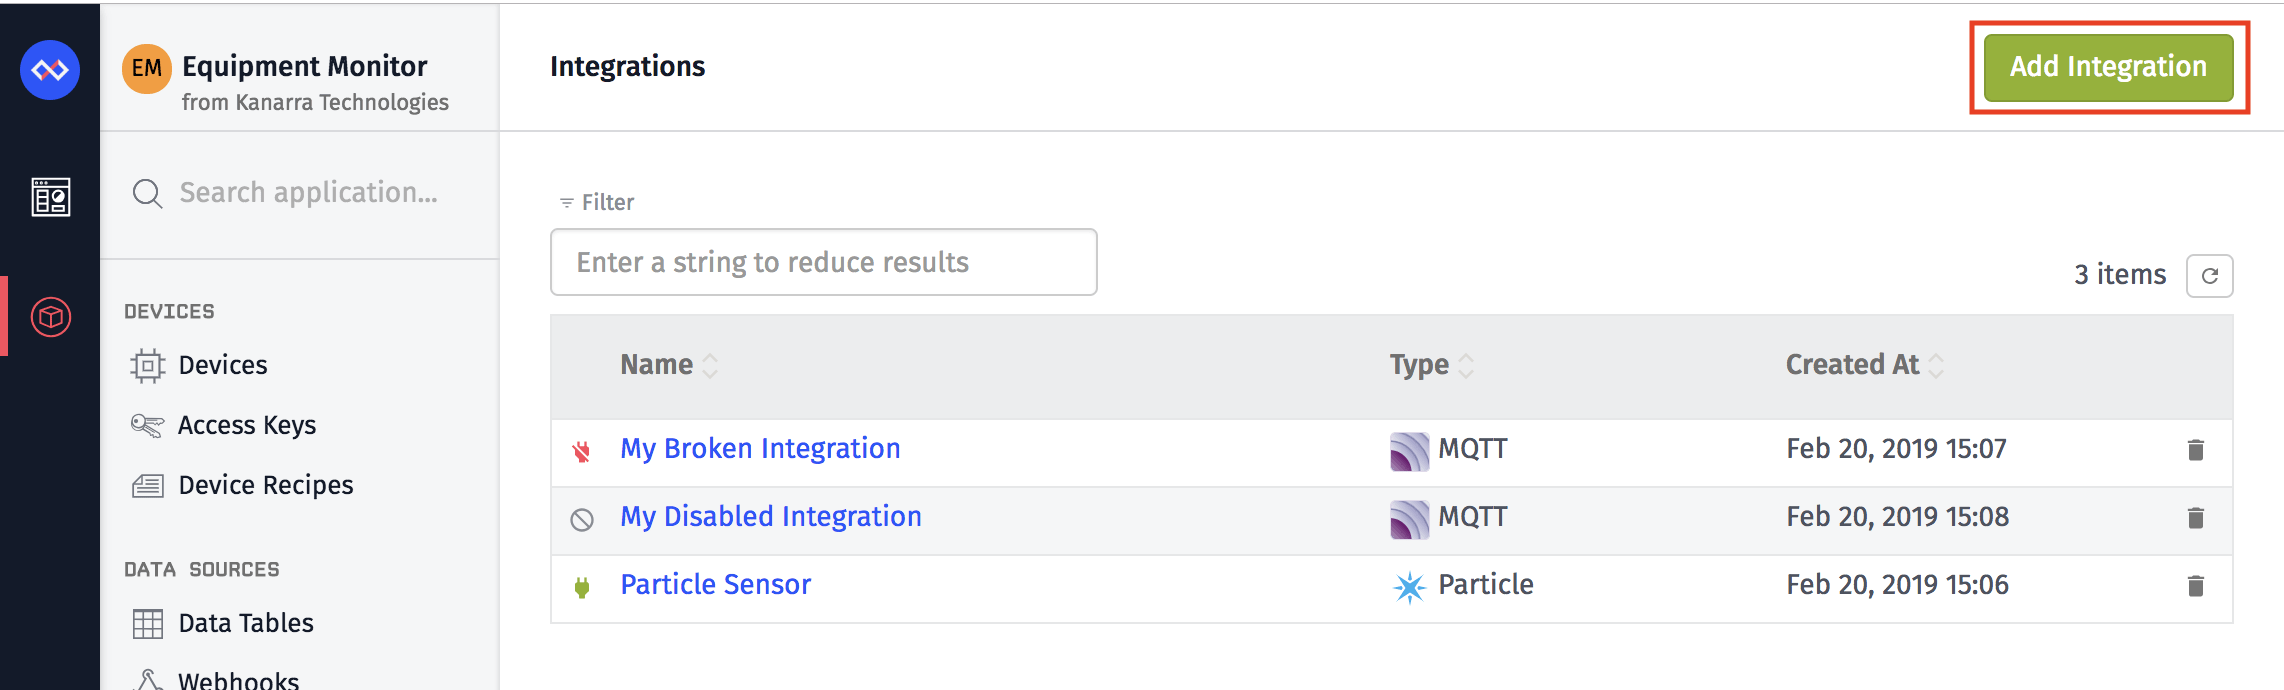 EM
Equipment Monitor
from Kanarra Technologies
Search application...
DEVICES
Devices
Access Keys
Device Recipes
DATA SOURCES
Data Tables
Webhooks
Integrations
Add Integration
Filter
Enter a string to reduce results
3 items
Name Type Created At
My Broken Integration MQTT Feb 20, 2019 15:07
My Disabled Integration MQTT Feb 20, 2019 15:08
Particle Sensor Particle Feb 20, 2019 15:06